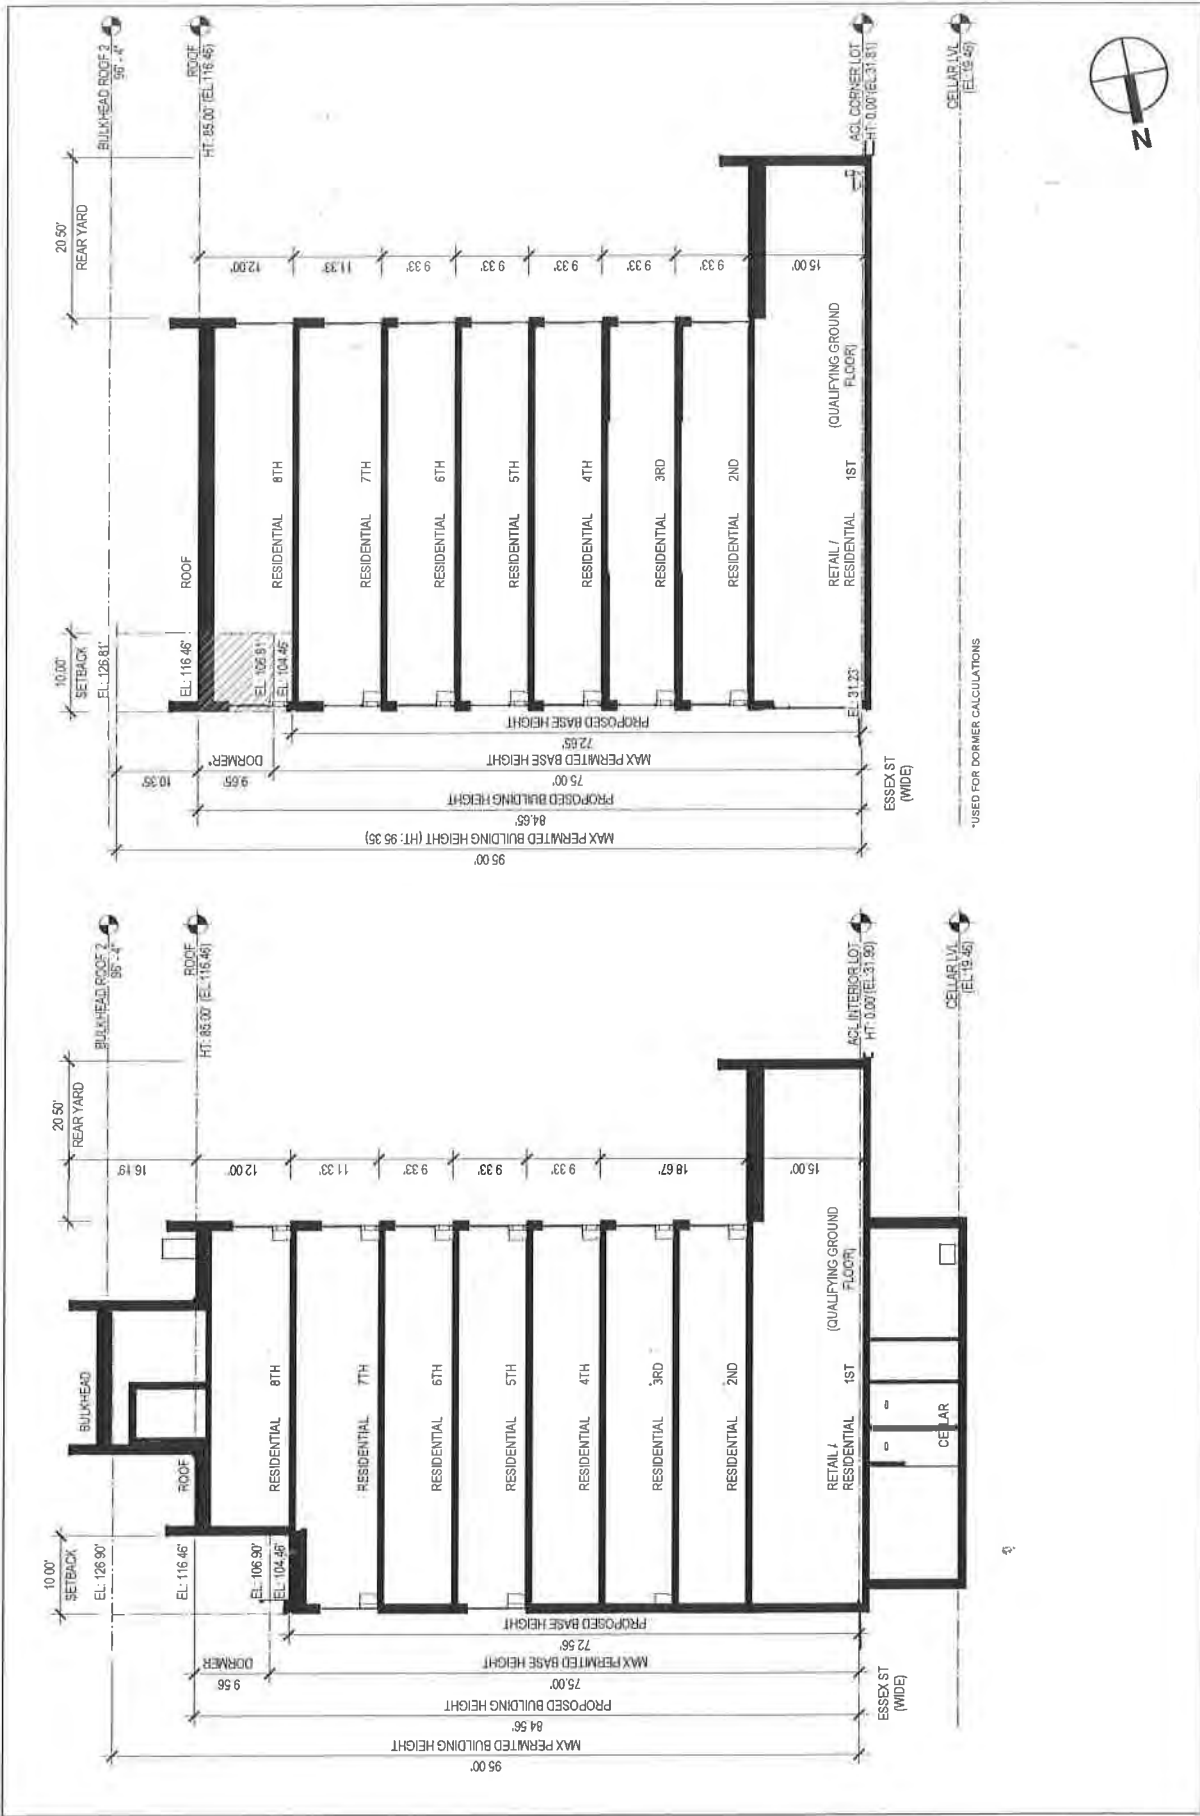 BULKHEAD ROOF 2
96' - 4"
ROOF
HT: 85.00' (EL:116.46)
ACL CORNER LOT
HT: 0.00'(EL:31.81)
CELLAR LVL
(EL:19.46)
N
20.50'
REAR YARD
10.00'
SETBACK
EL: 126.81'
EL: 116.46'
EL: 106.81'
EL: 104.46'
EL: 31.23'
ROOF
RESIDENTIAL 8TH
RESIDENTIAL 7TH
RESIDENTIAL 6TH
RESIDENTIAL 5TH
RESIDENTIAL 4TH
RESIDENTIAL 3RD
RESIDENTIAL 2ND
RETAIL /
RESIDENTIAL 1ST
(QUALIFYING GROUND
FLOOR)
12.00'
11.33'
9.33'
9.33'
9.33'
9.33'
9.33'
15.00'
PROPOSED BASE HEIGHT
72.65'
DORMER*
9.65'
MAX PERMITED BASE HEIGHT
75.00'
10.35'
PROPOSED BUILDING HEIGHT
84.65'
MAX PERMITED BUILDING HEIGHT (HT: 95.35)
95.00'
ESSEX ST
(WIDE)
*USED FOR DORMER CALCULATIONS
BULKHEAD ROOF 2
96' - 4"
ROOF
HT: 85.00' (EL:116.46)
ACL INTERIOR LOT
HT: 0.00'(EL:31.90)
CELLAR LVL
(EL:19.46)
20.50'
REAR YARD
10.00'
SETBACK
EL: 126.90'
EL: 116.46'
EL: 106.90'
EL: 104.46'
BULKHEAD
ROOF
RESIDENTIAL 8TH
RESIDENTIAL 7TH
RESIDENTIAL 6TH
RESIDENTIAL 5TH
RESIDENTIAL 4TH
RESIDENTIAL 3RD
RESIDENTIAL 2ND
RETAIL /
RESIDENTIAL 1ST
(QUALIFYING GROUND
FLOOR)
CELLAR
16.19'
12.00'
11.33'
9.33'
9.33'
9.33'
18.67'
15.00'
PROPOSED BASE HEIGHT
72.56'
DORMER
9.56
MAX PERMITED BASE HEIGHT
75.00'
PROPOSED BUILDING HEIGHT
84.56'
MAX PERMITED BUILDING HEIGHT
95.00'
ESSEX ST
(WIDE)